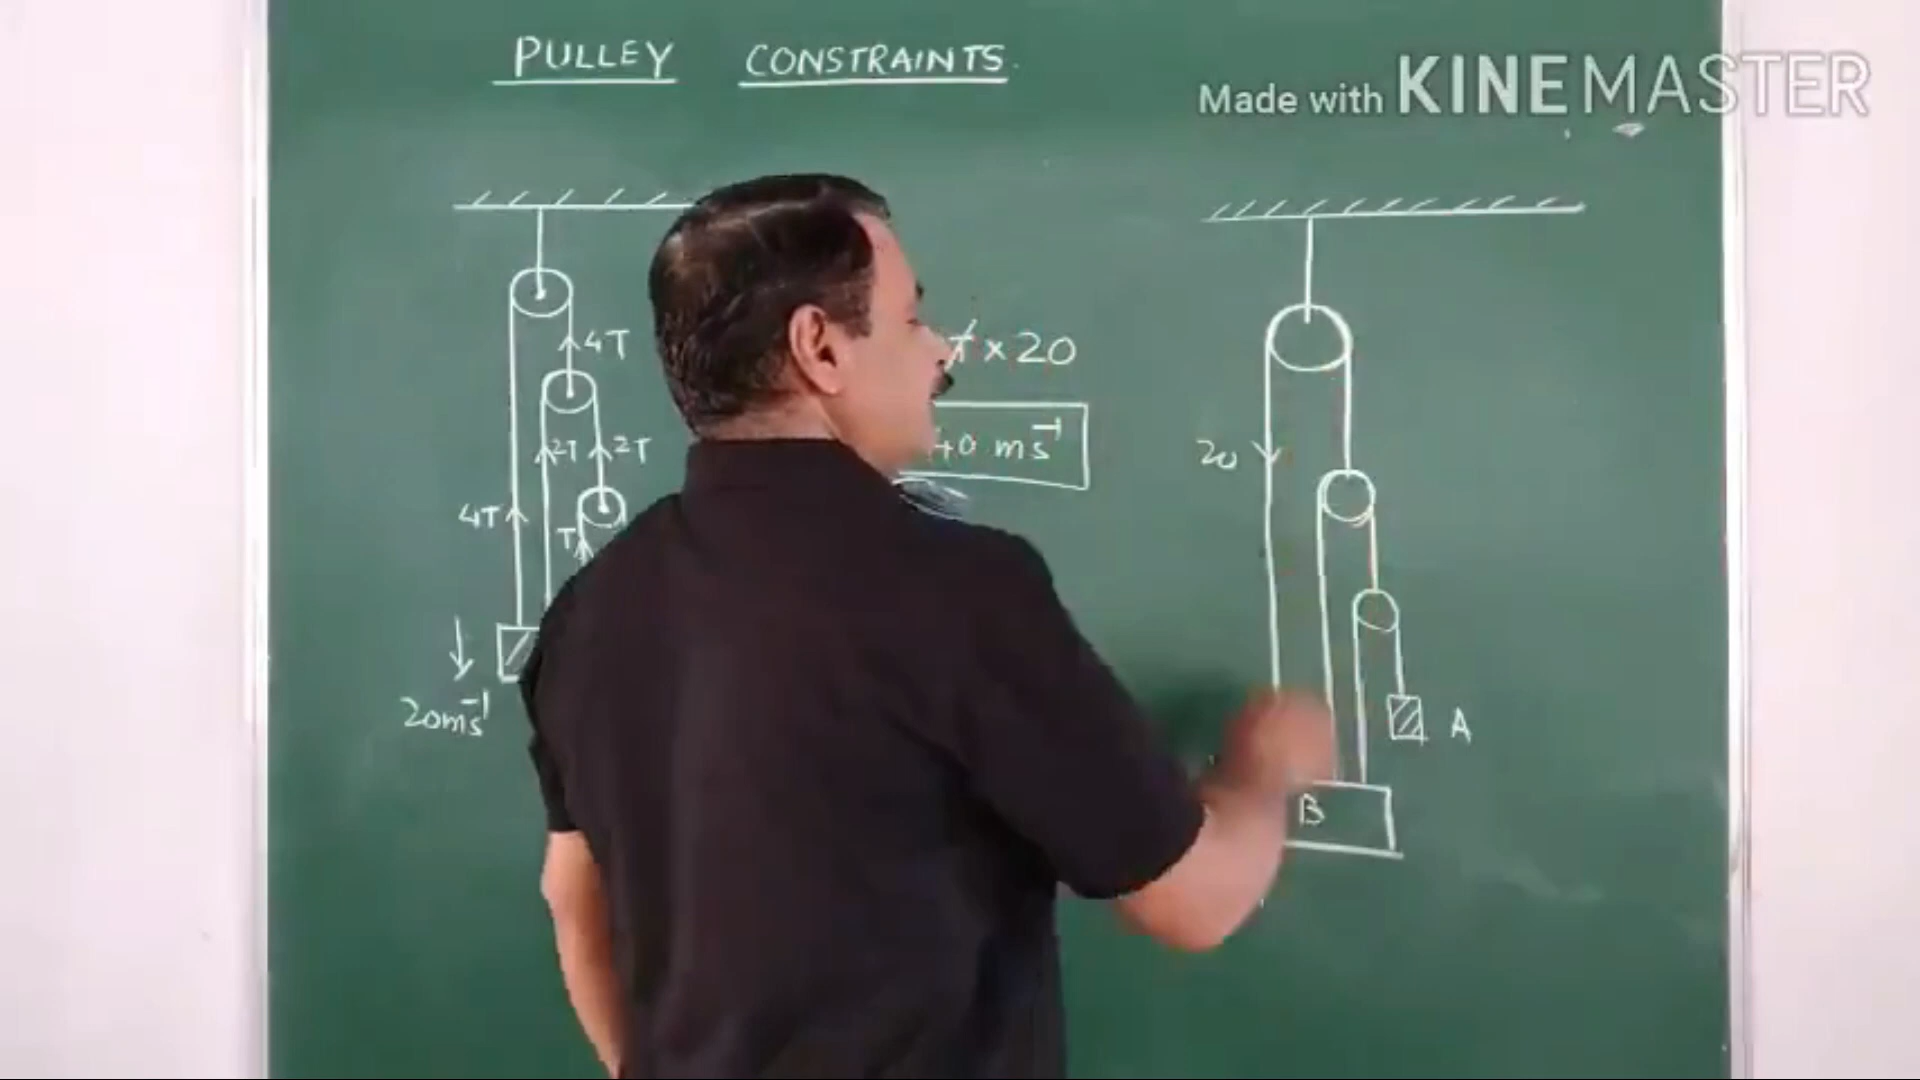 PULLEY CONSTRAINTS.
Made with KINEMASTER
4T
× 20
2T
2T
40 ms⁻¹
20
4T
T
20ms⁻¹
A
B